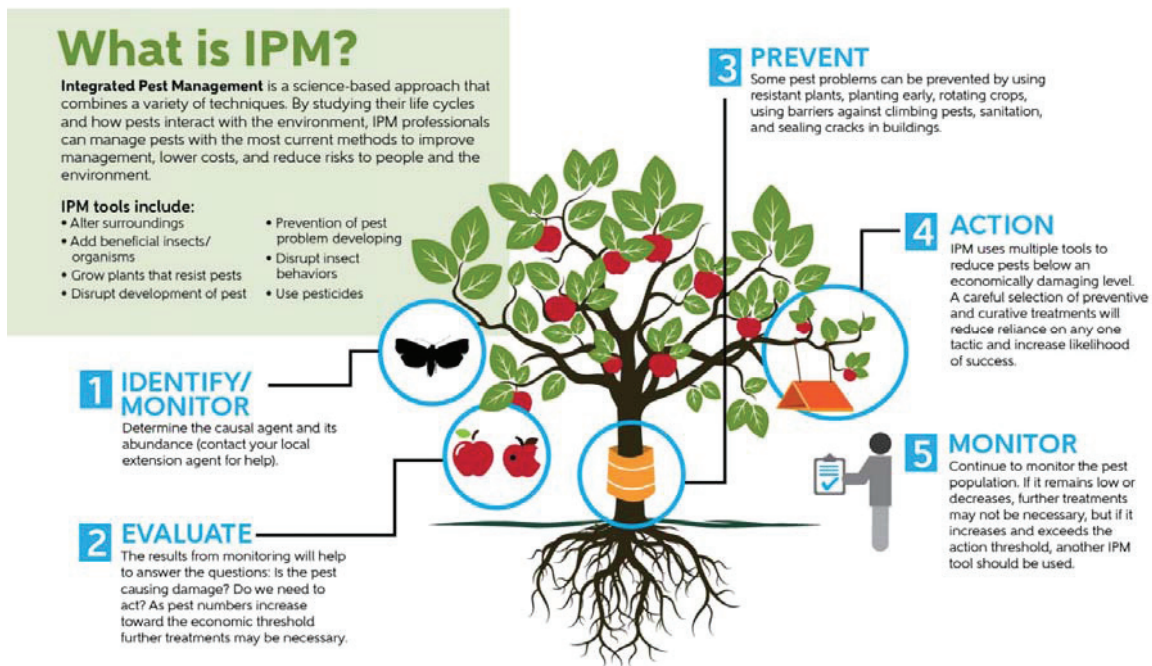 What is IPM?
Integrated Pest Management is a science-based approach that
combines a variety of techniques. By studying their life cycles
and how pests interact with the environment, IPM professionals
can manage pests with the most current methods to improve
management, lower costs, and reduce risks to people and the
environment.
IPM tools include:
• Alter surroundings
• Add beneficial insects/
organisms
• Grow plants that resist pests
• Disrupt development of pest
• Prevention of pest
problem developing
• Disrupt insect
behaviors
• Use pesticides
1 IDENTIFY/
MONITOR
Determine the causal agent and its
abundance (contact your local
extension agent for help).
2 EVALUATE
The results from monitoring will help
to answer the questions: Is the pest
causing damage? Do we need to
act? As pest numbers increase
toward the economic threshold
further treatments may be necessary.
3 PREVENT
Some pest problems can be prevented by using
resistant plants, planting early, rotating crops,
using barriers against climbing pests, sanitation,
and sealing cracks in buildings.
4 ACTION
IPM uses multiple tools to
reduce pests below an
economically damaging level.
A careful selection of preventive
and curative treatments will
reduce reliance on any one
tactic and increase likelihood
of success.
5 MONITOR
Continue to monitor the pest
population. If it remains low or
decreases, further treatments
may not be necessary, but if it
increases and exceeds the
action threshold, another IPM
tool should be used.